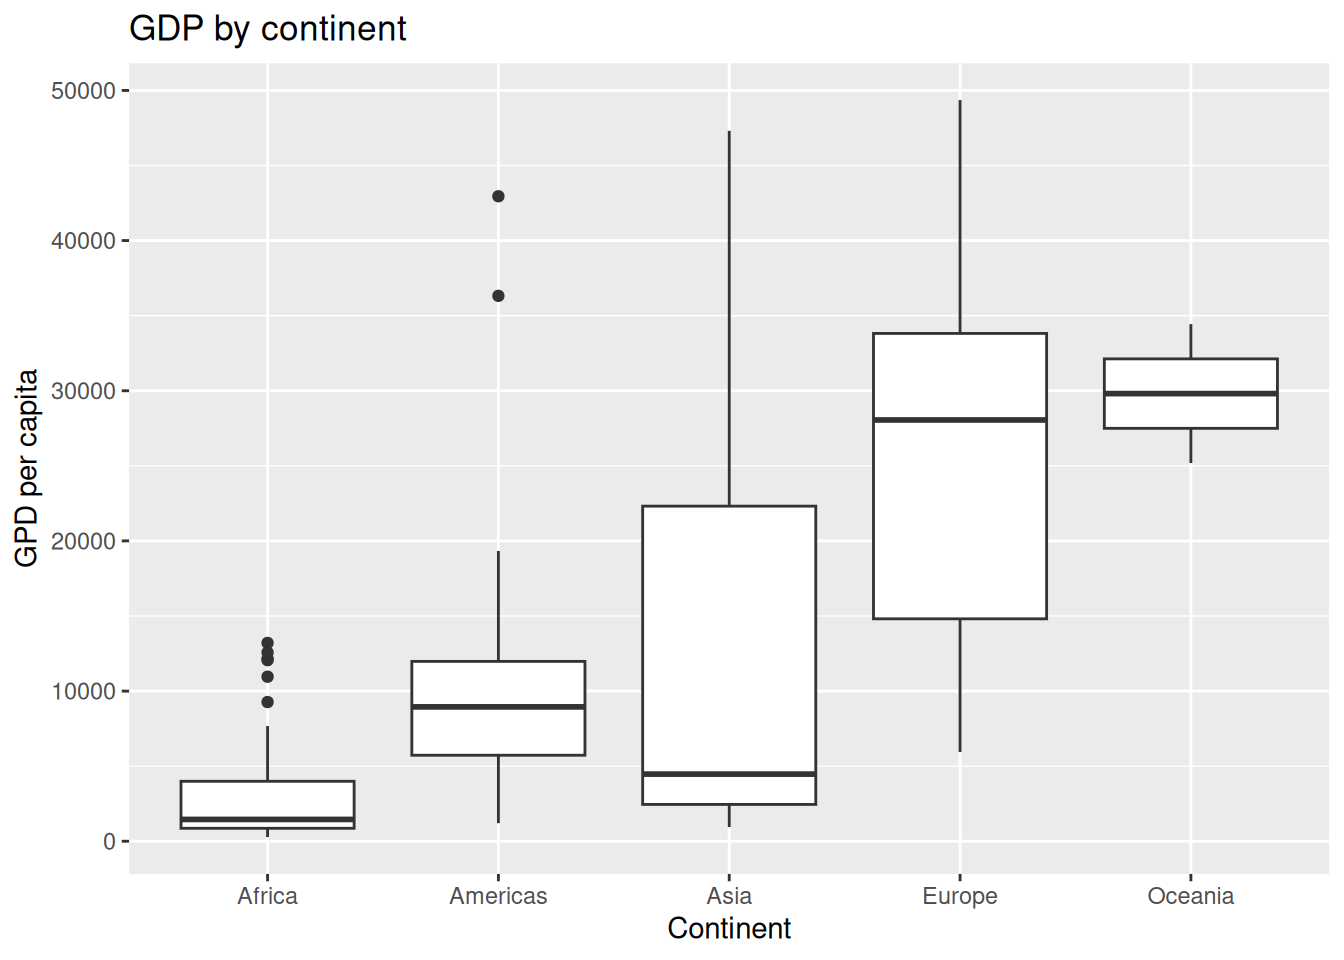 GDP by continent
50000
40000
30000
20000
10000
0
GPD per capita
Africa Americas Asia Europe Oceania
Continent